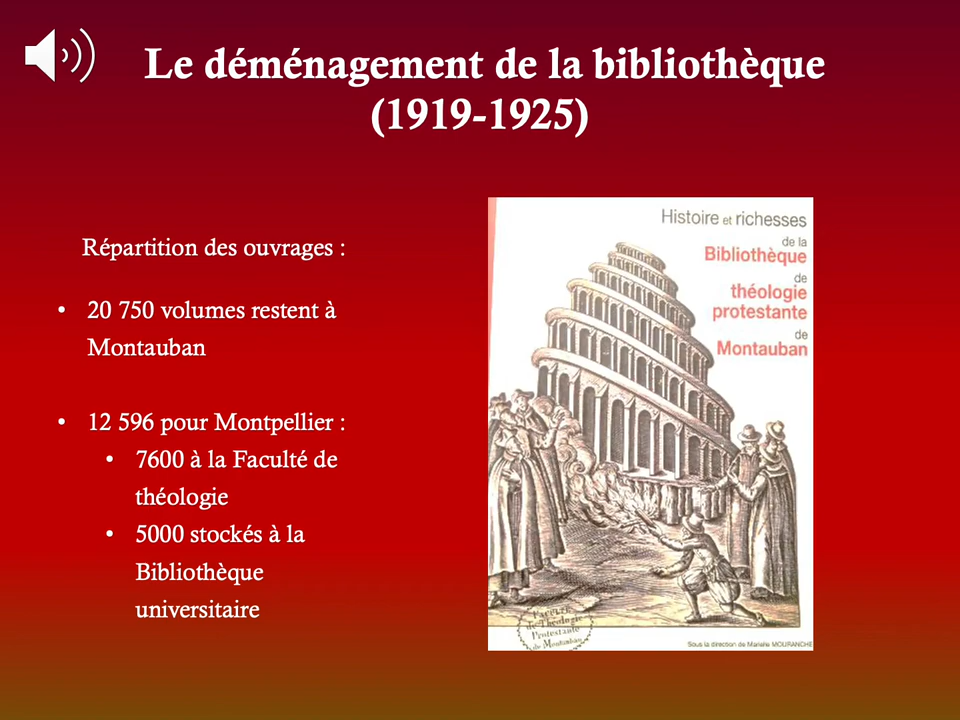 Le déménagement de la bibliothèque
(1919-1925)
Répartition des ouvrages :
• 20 750 volumes restent à
Montauban
• 12 596 pour Montpellier :
• 7600 à la Faculté de
théologie
• 5000 stockés à la
Bibliothèque
universitaire
Histoire et richesses
de la
Bibliothèque
de
théologie
protestante
de
Montauban
Faculté
de Théologie
Protestante
de Montauban
Sous la direction de Marielle MOURANCHE